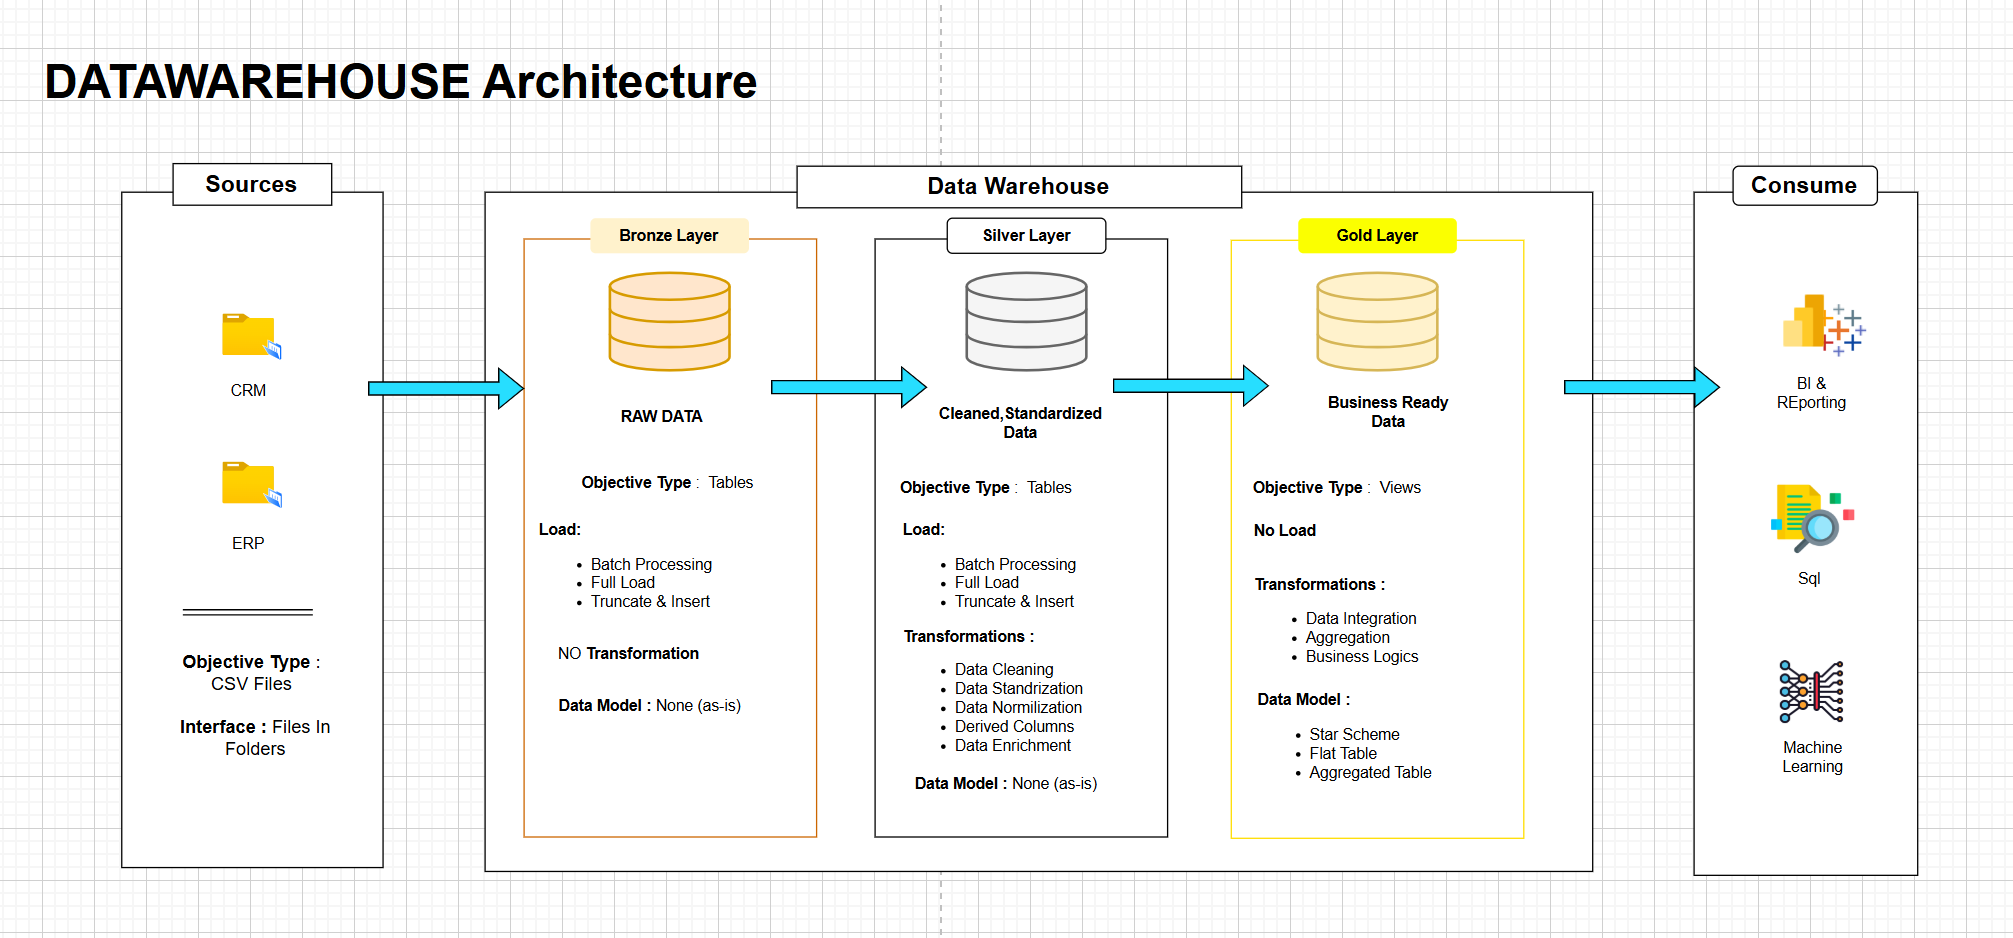 DATAWAREHOUSE Architecture
Sources
CRM
ERP
Objective Type :
CSV Files
Interface : Files In
Folders
Data Warehouse
Bronze Layer
RAW DATA
Objective Type : Tables
Load:
• Batch Processing
• Full Load
• Truncate & Insert
NO Transformation
Data Model : None (as-is)
Silver Layer
Cleaned,Standardized
Data
Objective Type : Tables
Load:
• Batch Processing
• Full Load
• Truncate & Insert
Transformations :
• Data Cleaning
• Data Standrization
• Data Normilization
• Derived Columns
• Data Enrichment
Data Model : None (as-is)
Gold Layer
Business Ready
Data
Objective Type : Views
No Load
Transformations :
• Data Integration
• Aggregation
• Business Logics
Data Model :
• Star Scheme
• Flat Table
• Aggregated Table
Consume
BI &
REporting
Sql
Machine
Learning